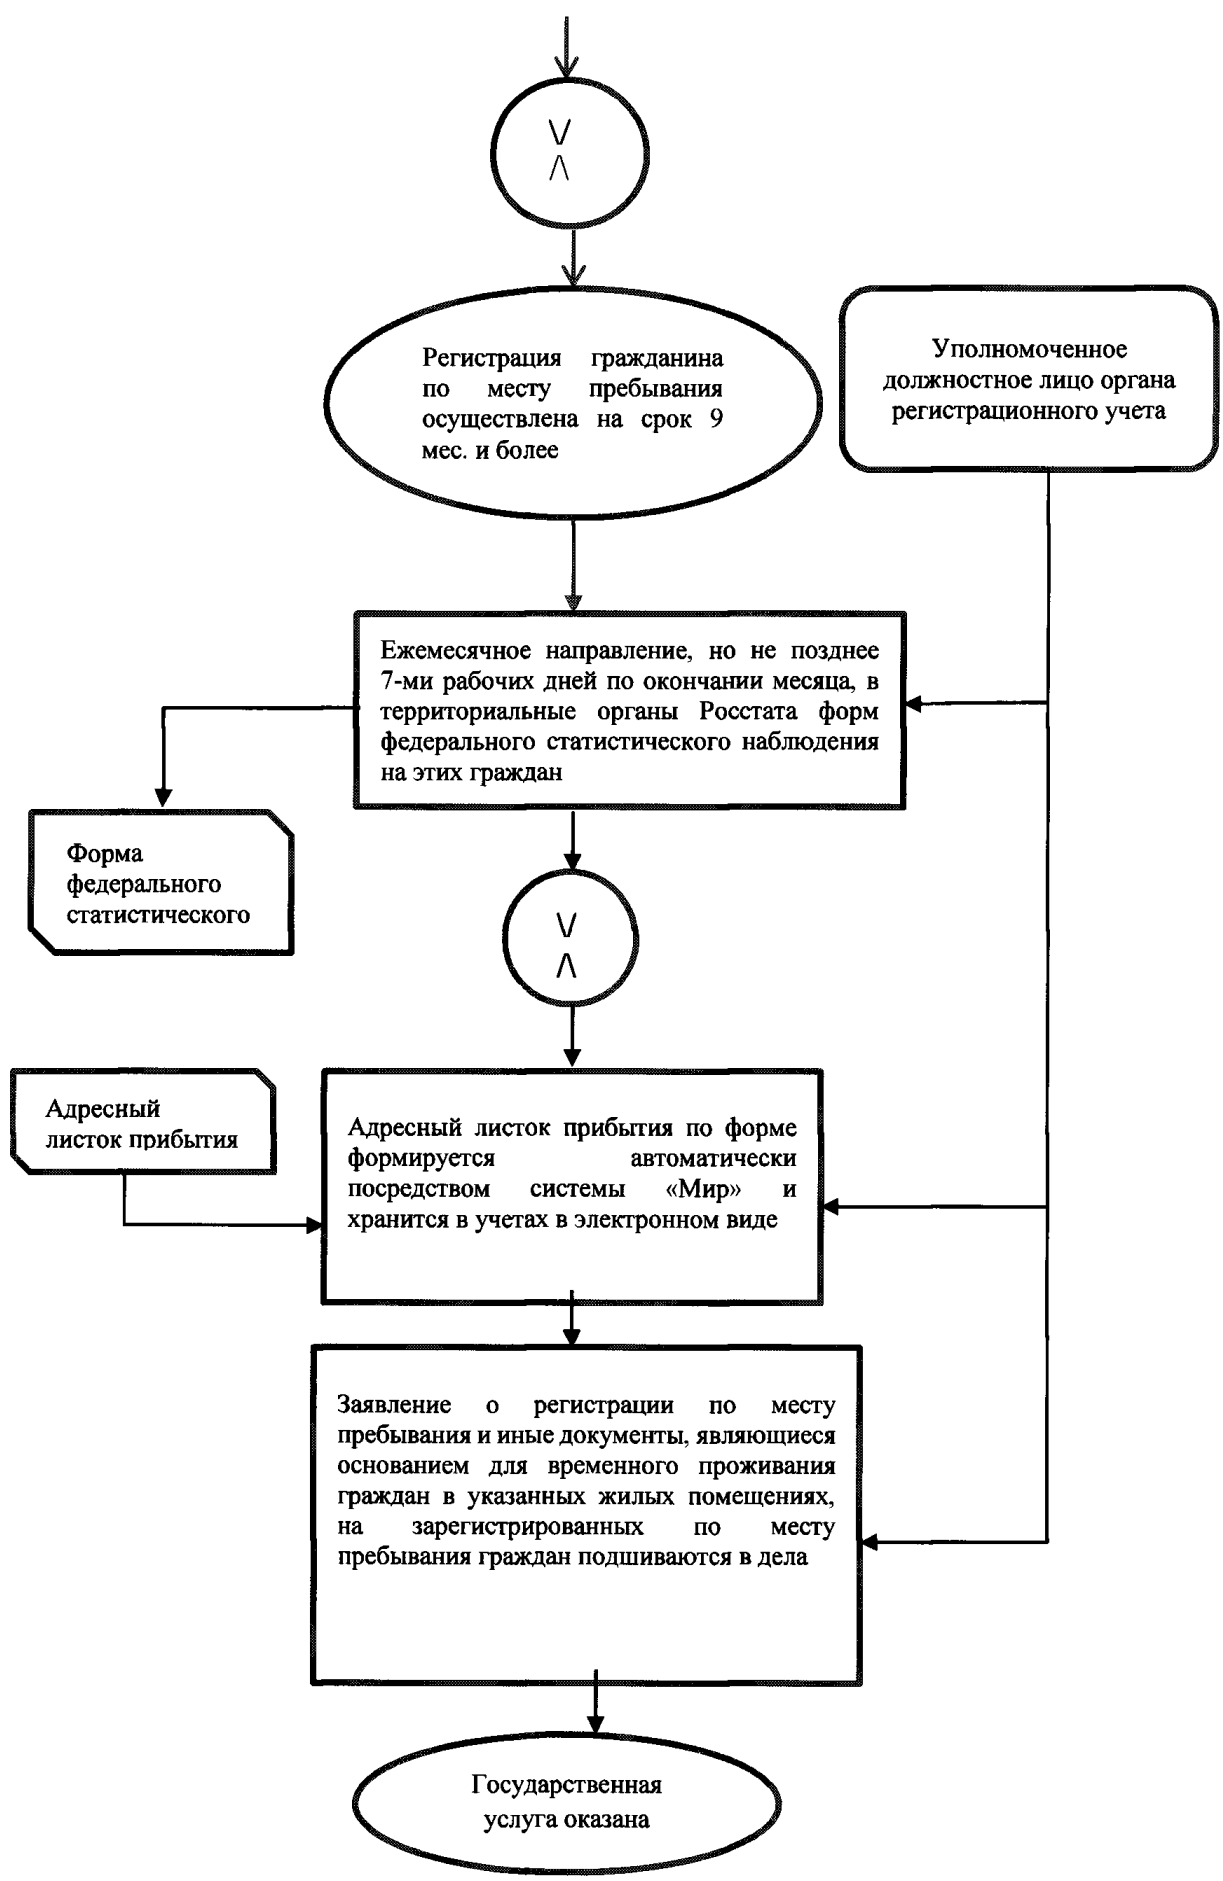 \/
/\
Регистрация гражданина
по месту пребывания
осуществлена на срок 9
мес. и более
Уполномоченное
должностное лицо органа
регистрационного учета
Ежемесячное направление, но не позднее
7-ми рабочих дней по окончании месяца, в
территориальные органы Росстата форм
федерального статистического наблюдения
на этих граждан
Форма
федерального
статистического
\/
/\
Адресный
листок прибытия
Адресный листок прибытия по форме
формируется автоматически
посредством системы «Мир» и
хранится в учетах в электронном виде
Заявление о регистрации по месту
пребывания и иные документы, являющиеся
основанием для временного проживания
граждан в указанных жилых помещениях,
на зарегистрированных по месту
пребывания граждан подшиваются в дела
Государственная
услуга оказана